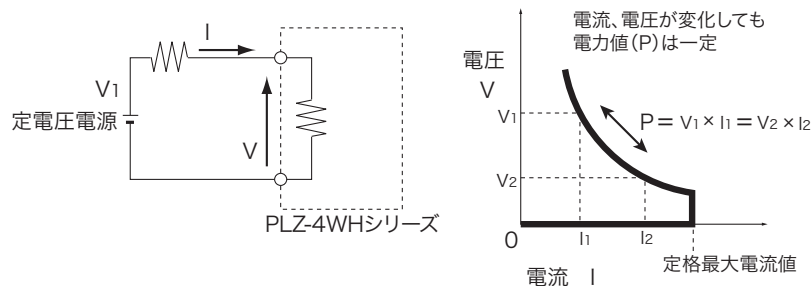 I
V1
定電圧電源
V
PLZ-4WHシリーズ
電流、電圧が変化しても
電力値(P)は一定
電圧
V
V1
P = V1 × I1 = V2 × I2
V2
0
I1
I2
定格最大電流値
電流 I